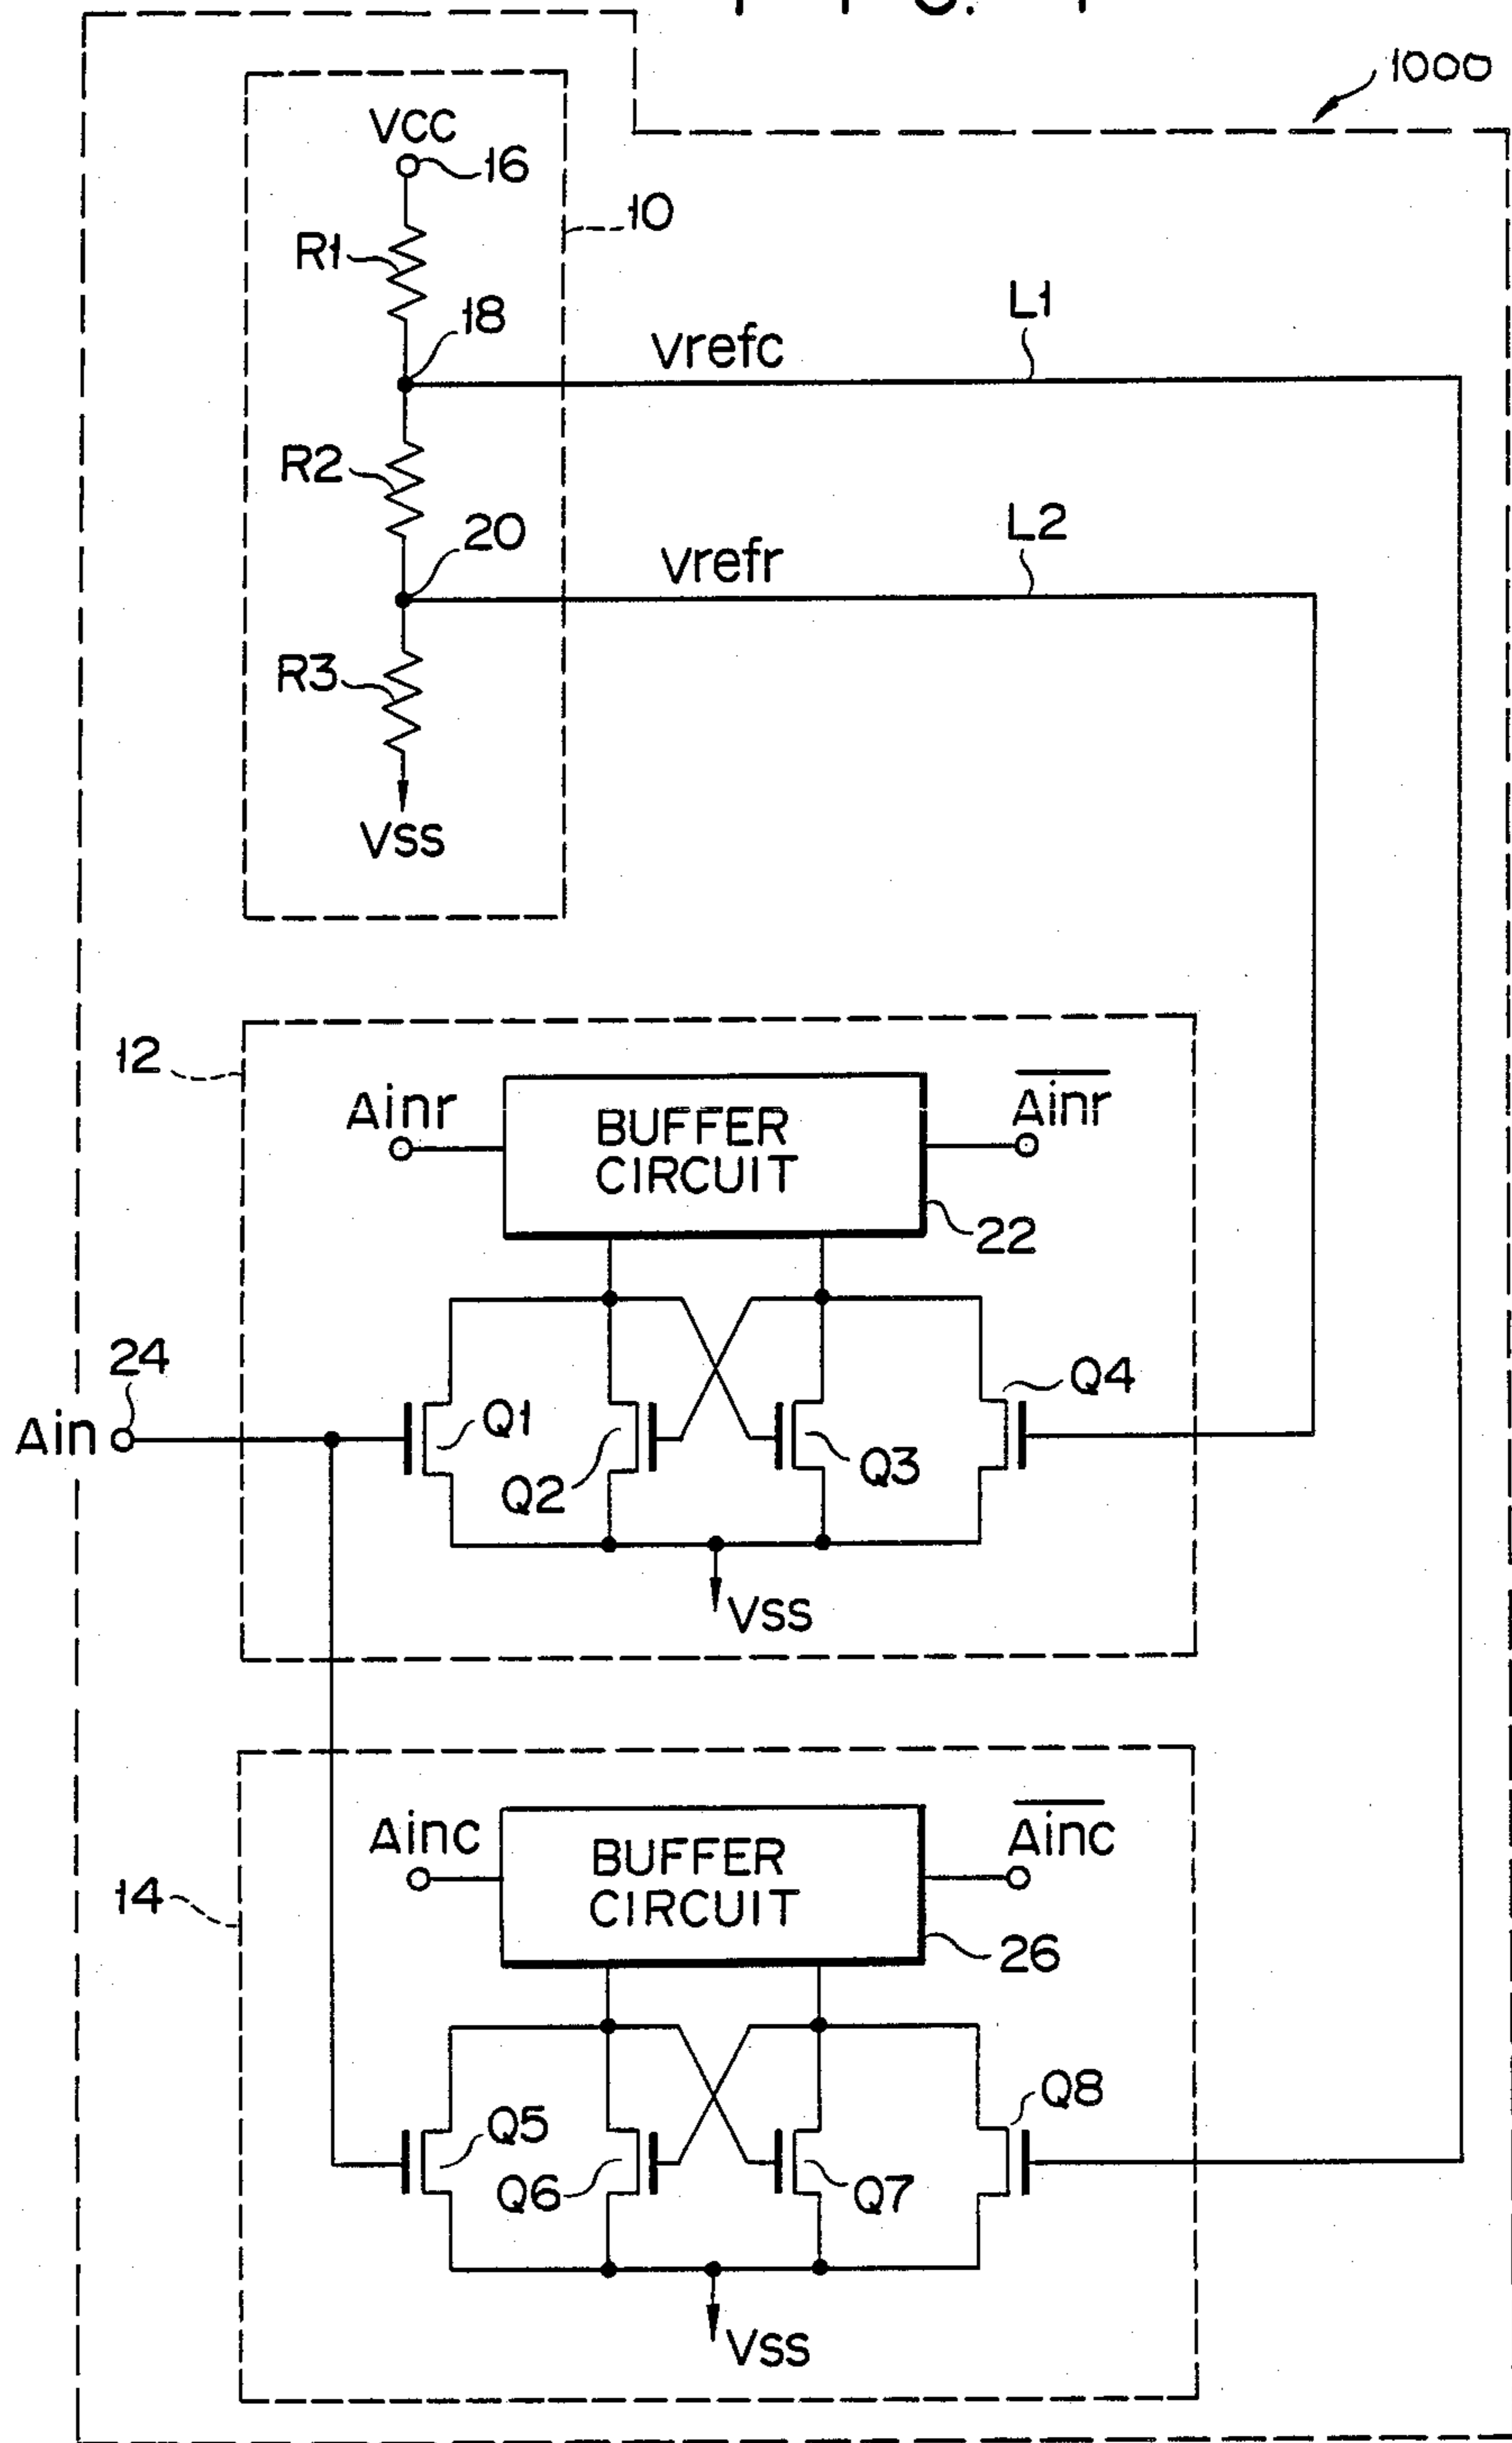 1000
VCC
16
10
R1
18
L1
vrefc
R2
20
L2
vrefr
R3
VSS
12
Ainr
BUFFER
CIRCUIT
Ainr
22
24
Ain
Q1
Q2
Q3
Q4
VSS
Ainc
BUFFER
CIRCUIT
Ainc
14
26
Q5
Q6
Q7
Q8
VSS